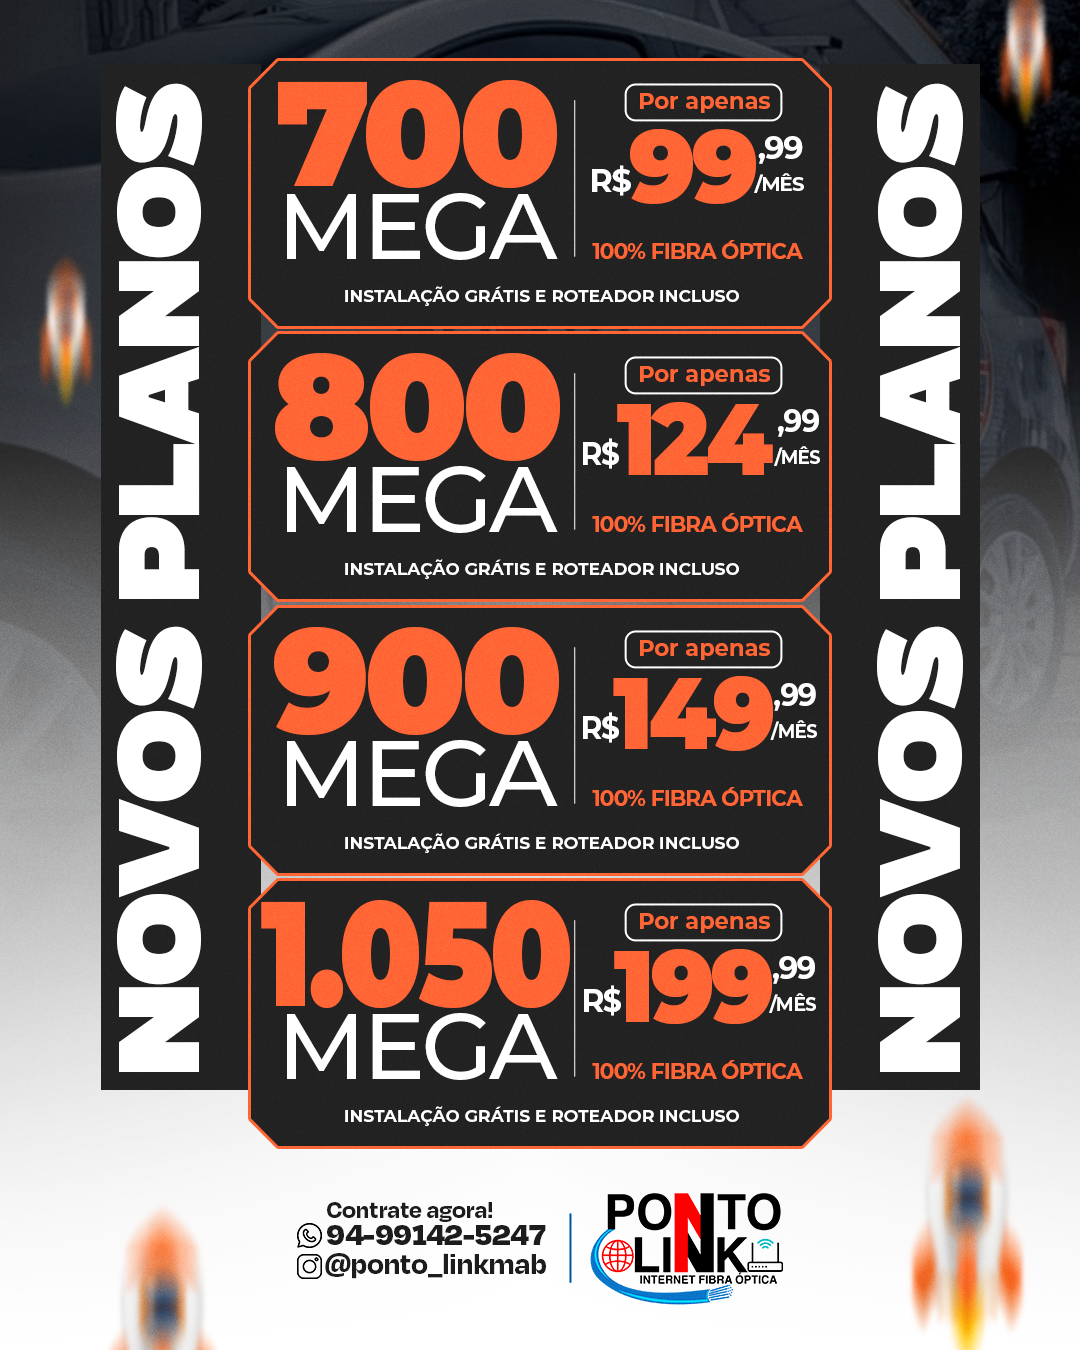 NOVOS PLANOS
700
MEGA
Por apenas
R$99,99
/MÊS
100% FIBRA ÓPTICA
INSTALAÇÃO GRÁTIS E ROTEADOR INCLUSO
800
MEGA
Por apenas
R$124,99
/MÊS
100% FIBRA ÓPTICA
INSTALAÇÃO GRÁTIS E ROTEADOR INCLUSO
900
MEGA
Por apenas
R$149,99
/MÊS
100% FIBRA ÓPTICA
INSTALAÇÃO GRÁTIS E ROTEADOR INCLUSO
1.050
MEGA
Por apenas
R$199,99
/MÊS
100% FIBRA ÓPTICA
INSTALAÇÃO GRÁTIS E ROTEADOR INCLUSO
NOVOS PLANOS
Contrate agora!
94-99142-5247
@ponto_linkmab
PONTO
LINK
INTERNET FIBRA ÓPTICA